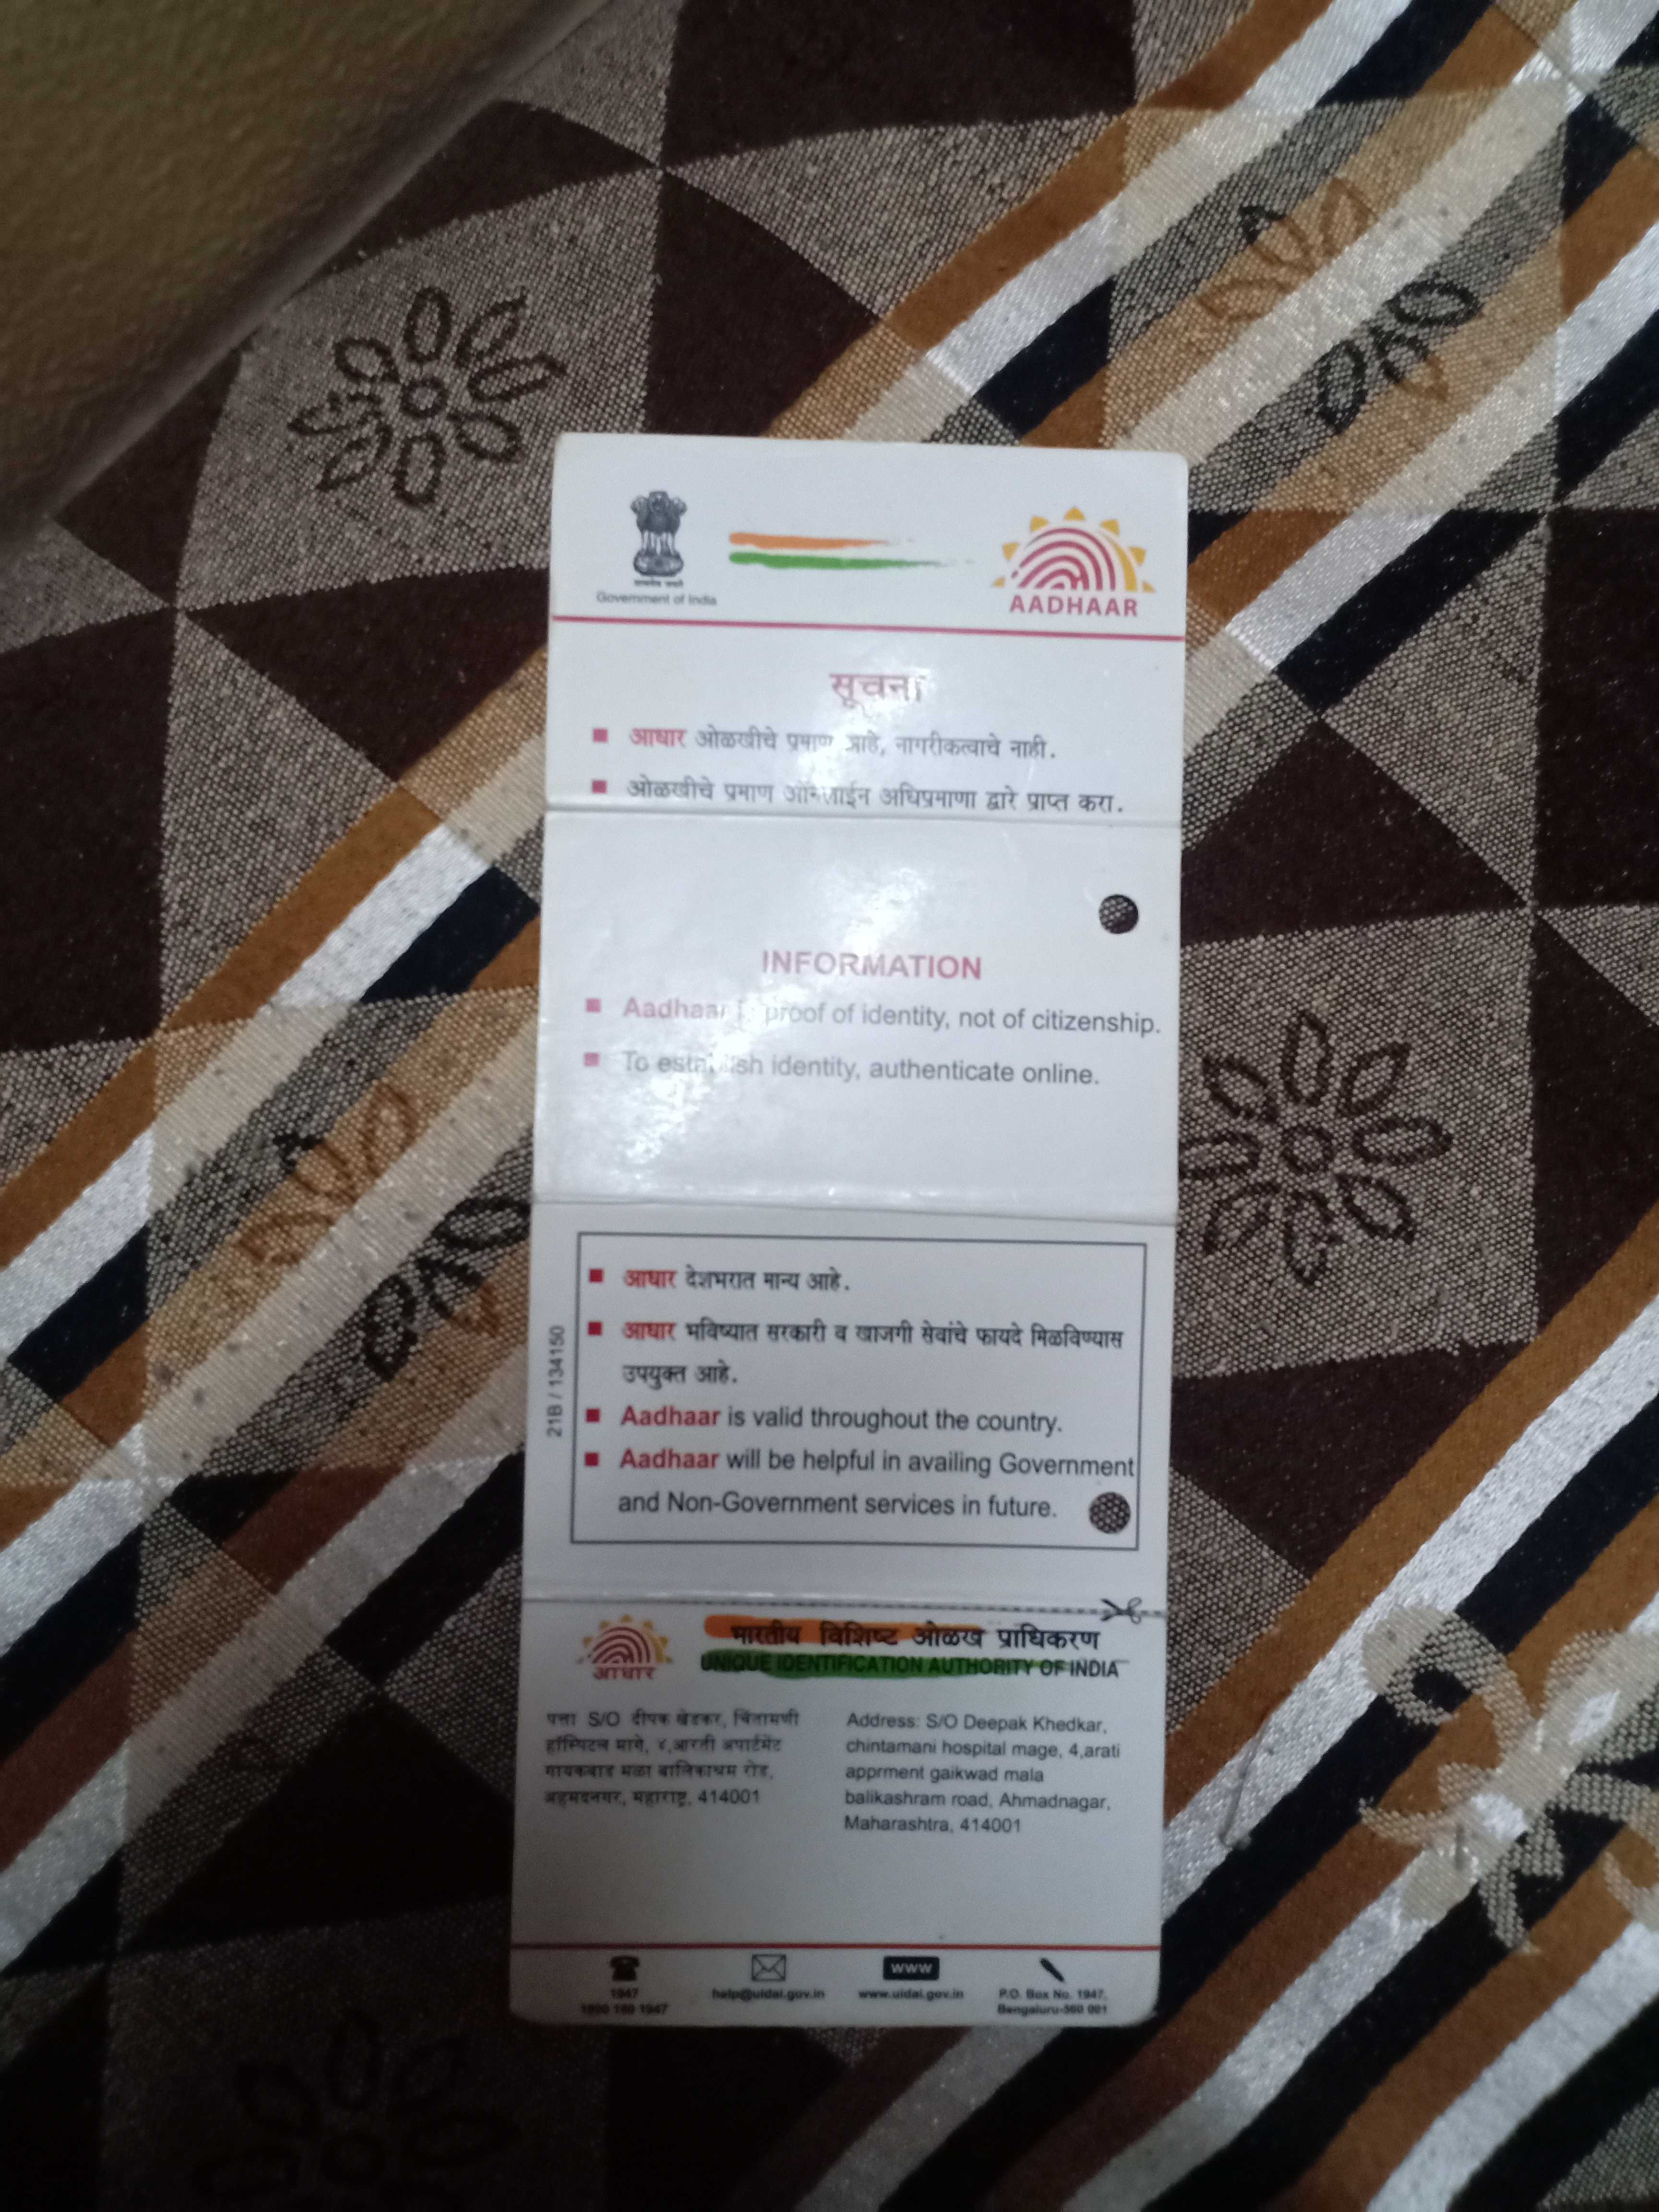 Government of India
AADHAAR
सूचना
आधार ओळखीचे प्रमाण आहे, नागरीकत्वाचे नाही.
ओळखीचे प्रमाण ऑनलाईन अधिप्रमाणा द्वारे प्राप्त करा.
INFORMATION
Aadhaar is proof of identity, not of citizenship.
To establish identity, authenticate online.
21B / 134150
आधार देशभरात मान्य आहे.
आधार भविष्यात सरकारी व खाजगी सेवांचे फायदे मिळविण्यास
उपयुक्त आहे.
Aadhaar is valid throughout the country.
Aadhaar will be helpful in availing Government
and Non-Government services in future.
आधार
भारतीय विशिष्ट ओळख प्राधिकरण
UNIQUE IDENTIFICATION AUTHORITY OF INDIA
पत्ता S/O दीपक खेडकर, चिंतामणी
हॉस्पिटल मागे, ४,आरती अपार्टमेंट
गायकवाड मळा बालिकाश्रम रोड,
अहमदनगर, महाराष्ट्र, 414001
Address: S/O Deepak Khedkar,
chintamani hospital mage, 4,arati
apprment gaikwad mala
balikashram road, Ahmadnagar,
Maharashtra, 414001
1947
1800 180 1947
help@uidai.gov.in
www
www.uidai.gov.in
P.O. Box No. 1947,
Bengaluru-560 001